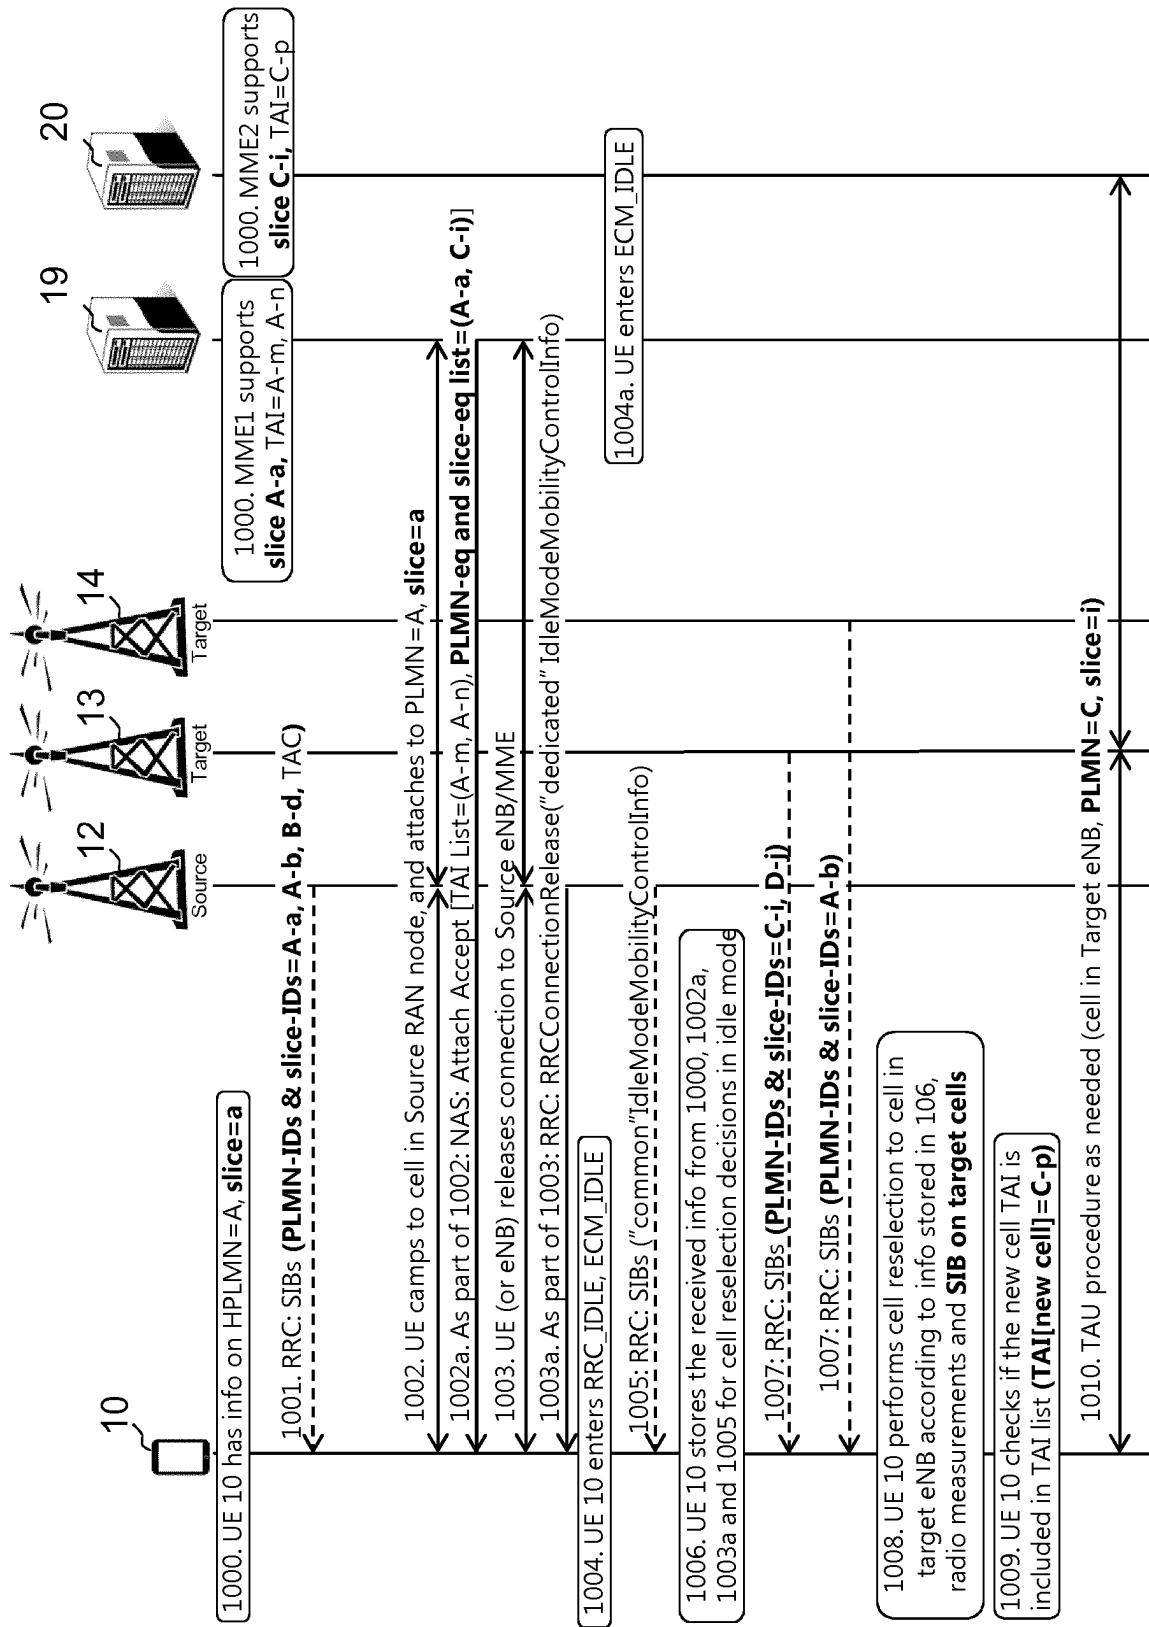 10
12
13
14
19
20
Source
Target
Target
1000. UE 10 has info on HPLMN=A, slice=a
1000. MME1 supports
slice A-a, TAI=A-m, A-n
1000. MME2 supports
slice C-i, TAI=C-p
1001. RRC: SIBs (PLMN-IDs & slice-IDs=A-a, A-b, B-d, TAC)
1002. UE camps to cell in Source RAN node, and attaches to PLMN=A, slice=a
1002a. As part of 1002: NAS: Attach Accept [TAI List=(A-m, A-n), PLMN-eq and slice-eq list=(A-a, C-i)]
1003. UE (or eNB) releases connection to Source eNB/MME
1003a. As part of 1003: RRC: RRCConnectionRelease("dedicated" IdleModeMobilityControlInfo)
1004. UE 10 enters RRC_IDLE, ECM_IDLE
1004a. UE enters ECM_IDLE
1005: RRC: SIBs ("common"IdleModeMobilityControlInfo)
1006. UE 10 stores the received info from 1000, 1002a,
1003a and 1005 for cell reselection decisions in idle mode
1007: RRC: SIBs (PLMN-IDs & slice-IDs=C-i, D-j)
1007: RRC: SIBs (PLMN-IDs & slice-IDs=A-b)
1008. UE 10 performs cell reselection to cell in
target eNB according to info stored in 106,
radio measurements and SIB on target cells
1009. UE 10 checks if the new cell TAI is
included in TAI list (TAI[new cell]=C-p)
1010. TAU procedure as needed (cell in Target eNB, PLMN=C, slice=i)